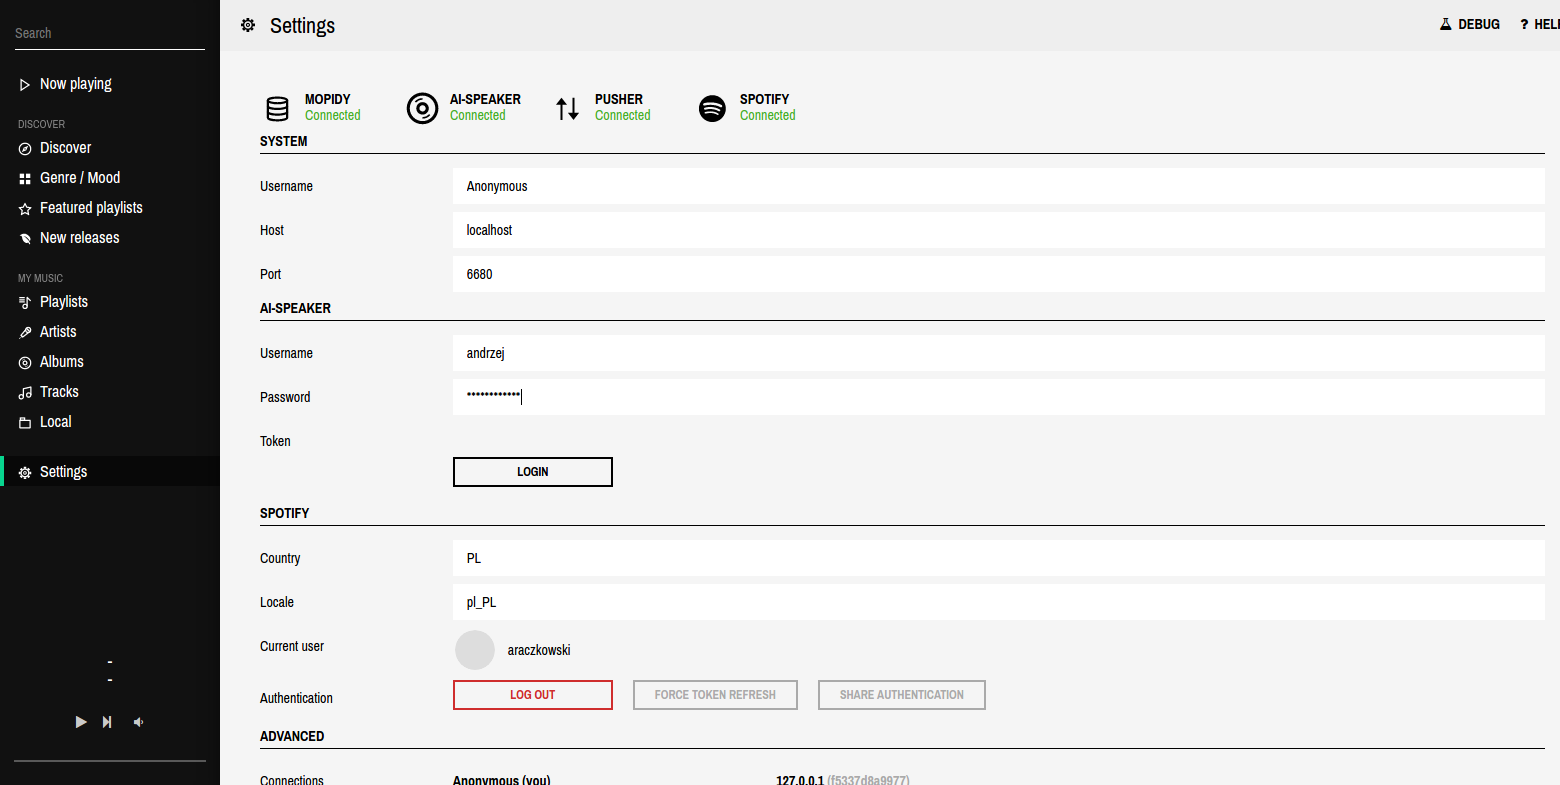 Search
Now playing
DISCOVER
Discover
Genre / Mood
Featured playlists
New releases
MY MUSIC
Playlists
Artists
Albums
Tracks
Local
Settings
-
-
Settings
DEBUG ? HELP
MOPIDY
Connected
AI-SPEAKER
Connected
PUSHER
Connected
SPOTIFY
Connected
SYSTEM
Username Anonymous
Host localhost
Port 6680
AI-SPEAKER
Username andrzej
Password ••••••••••••
Token
LOGIN
SPOTIFY
Country PL
Locale pl_PL
Current user araczkowski
Authentication LOG OUT FORCE TOKEN REFRESH SHARE AUTHENTICATION
ADVANCED
Connections Anonymous (you) 127.0.0.1 (f5337d8a9977)